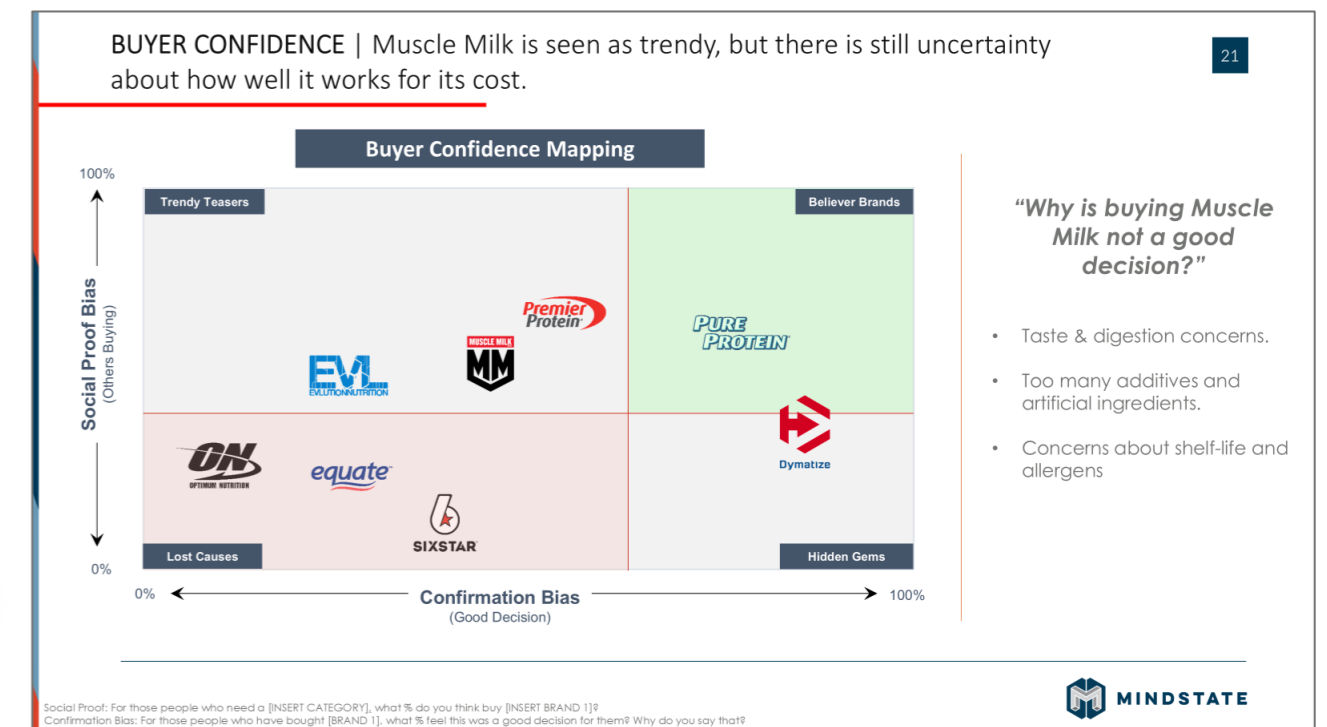 BUYER CONFIDENCE | Muscle Milk is seen as trendy, but there is still uncertainty
about how well it works for its cost.
21
Buyer Confidence Mapping
100%
Trendy Teasers
Believer Brands
Social Proof Bias
(Others Buying)
Premier
Protein
PURE
PROTEIN
MUSCLE MILK
MM
EVL
EVLUTIONNUTRITION
Dymatize
ON
OPTIMUM NUTRITION
equate
6
SIXSTAR
Lost Causes
Hidden Gems
0%
0%
Confirmation Bias
(Good Decision)
100%
“Why is buying Muscle
Milk not a good
decision?”
• Taste & digestion concerns.
• Too many additives and
artificial ingredients.
• Concerns about shelf-life and
allergens
MINDSTATE
Social Proof: For those people who need a [INSERT CATEGORY], what % do you think buy [INSERT BRAND 1]?
Confirmation Bias: For those people who have bought [BRAND 1], what % feel this was a good decision for them? Why do you say that?